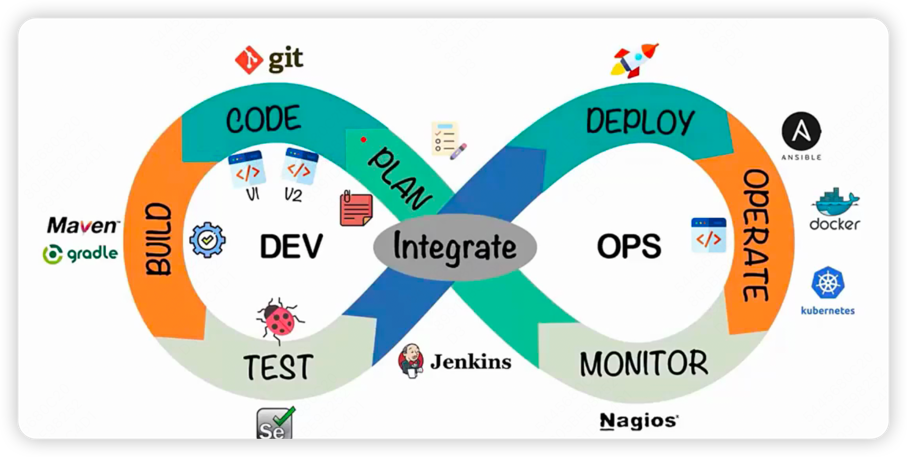 git
CODE
PLAN
</>
V1
</>
V2
BUILD
Maven™
gradle
DEV
TEST
Se
Integrate
Jenkins
DEPLOY
OPS
</>
OPERATE
MONITOR
ANSIBLE
docker
kubernetes
Nagios®